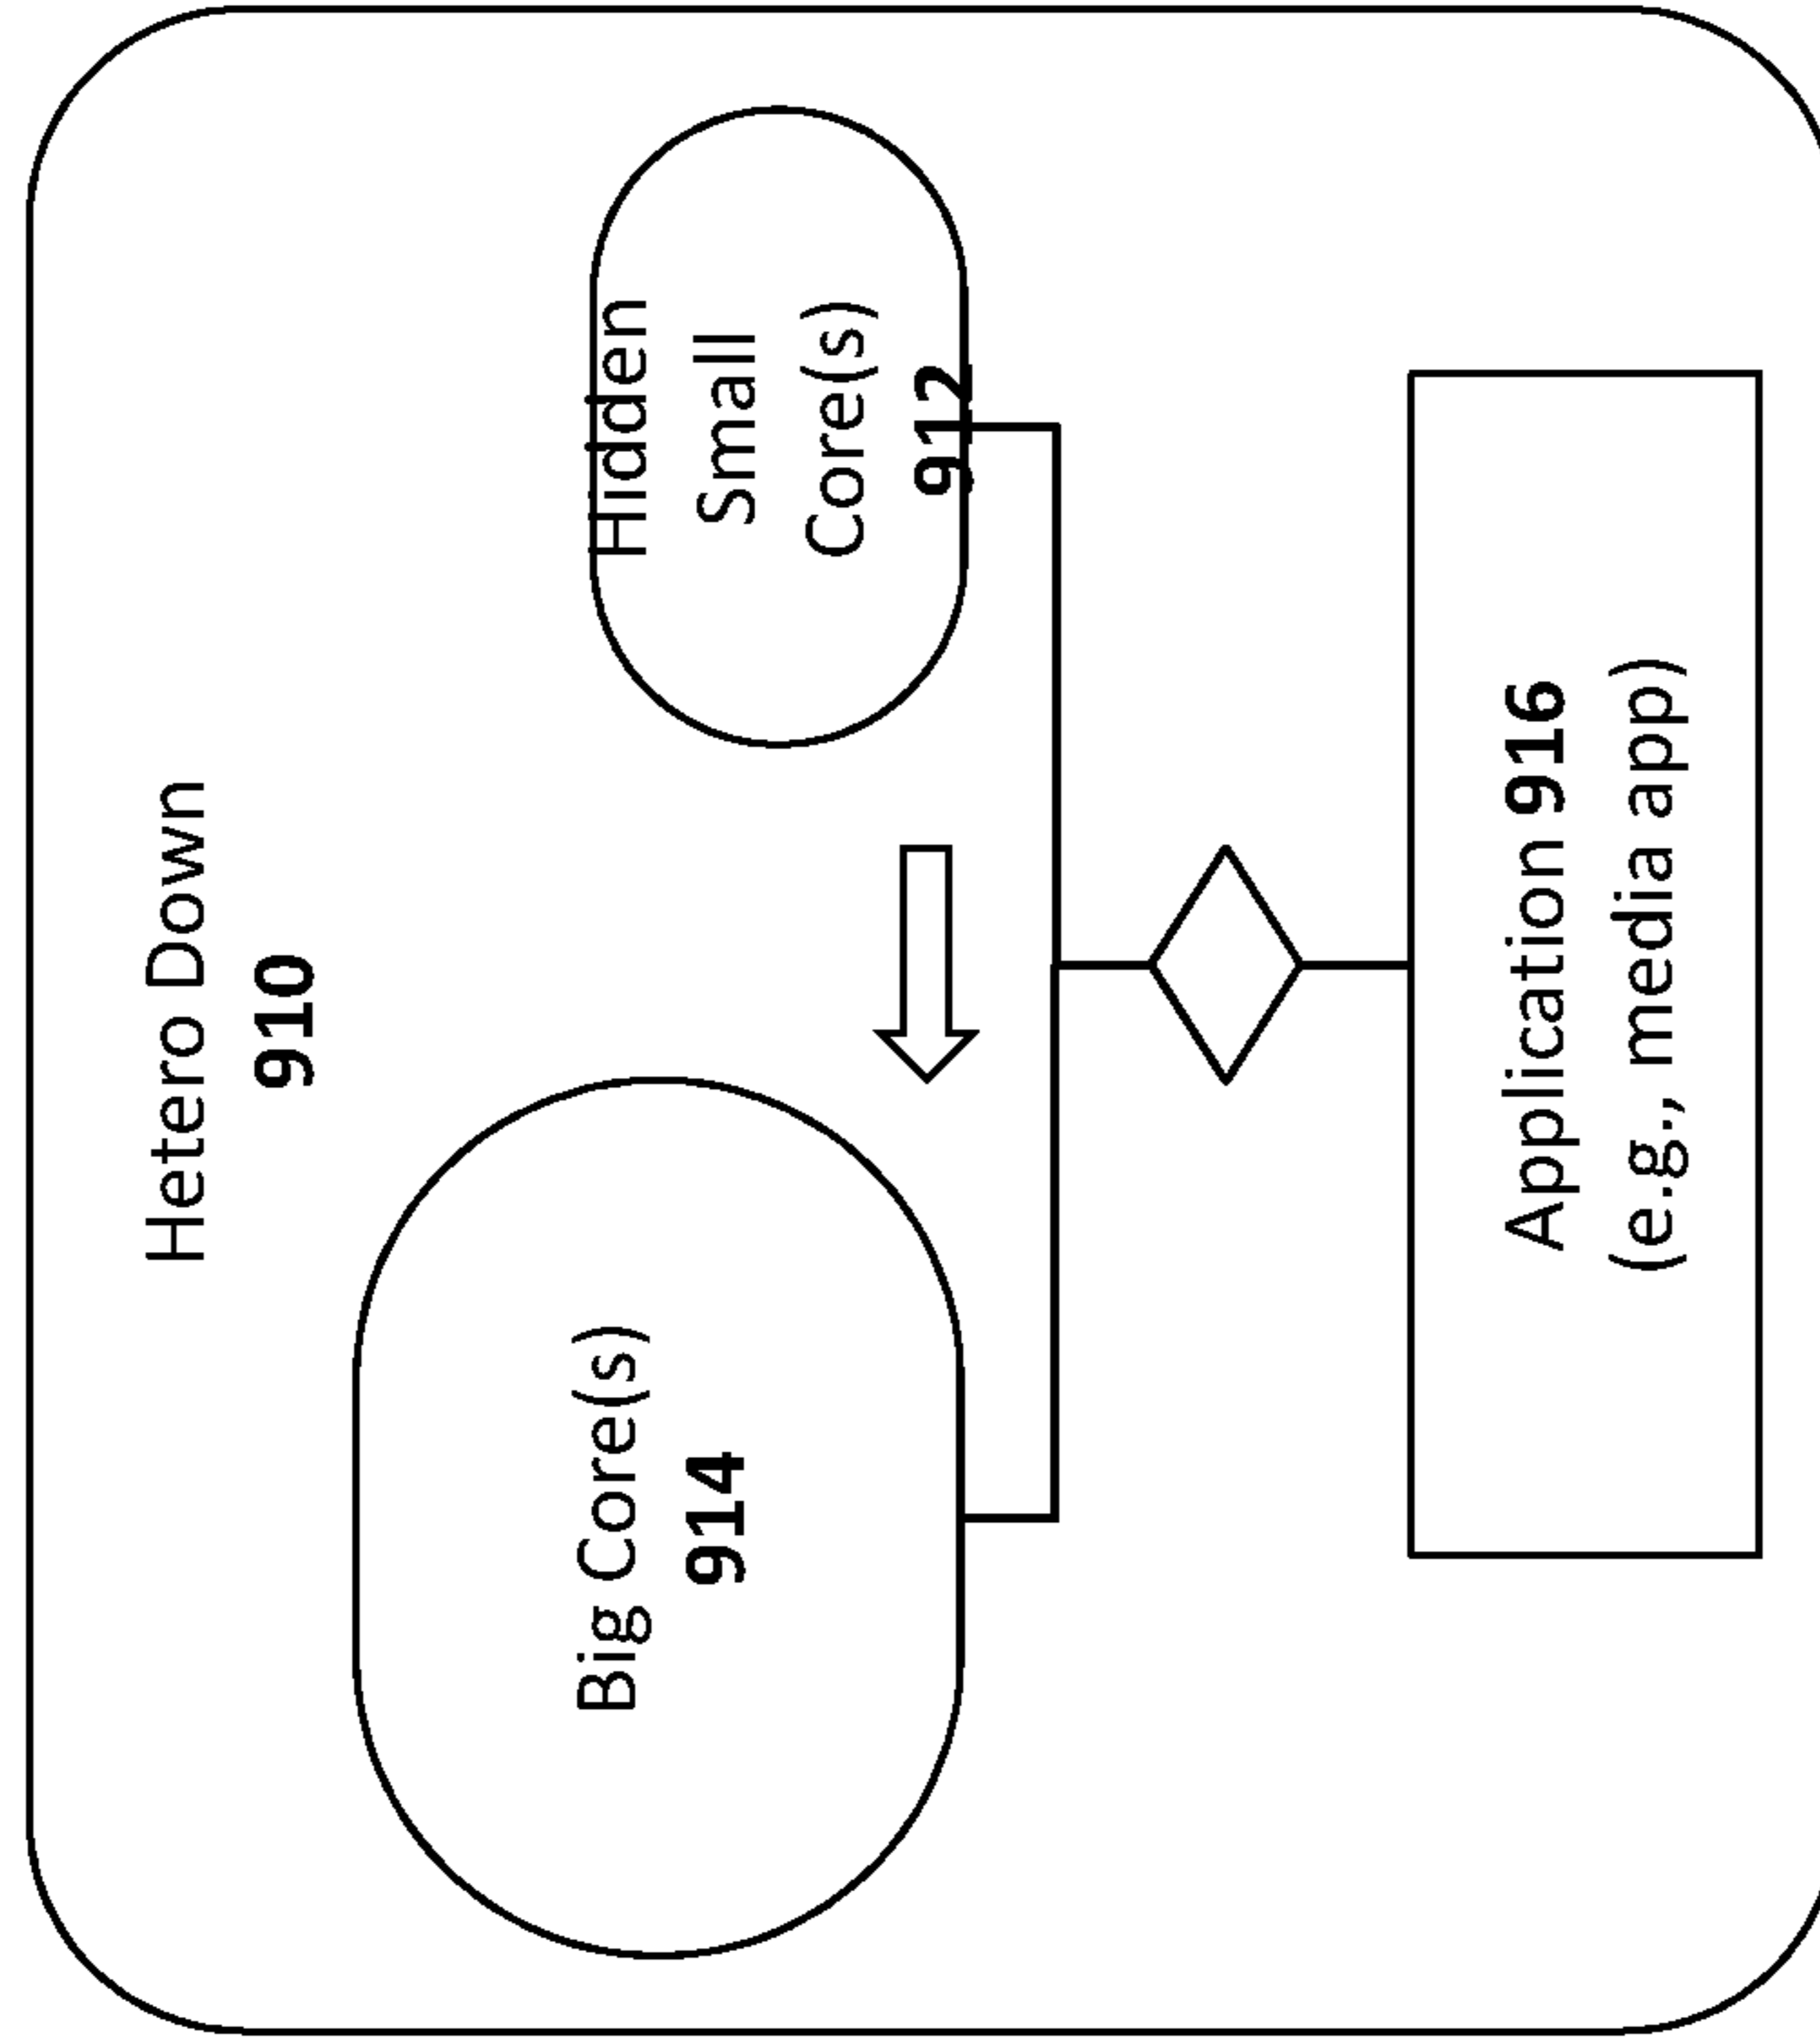 Hetero Down
910
Big Core(s)
914
Hidden
Small
Core(s)
912
Application 916
(e.g., media app)